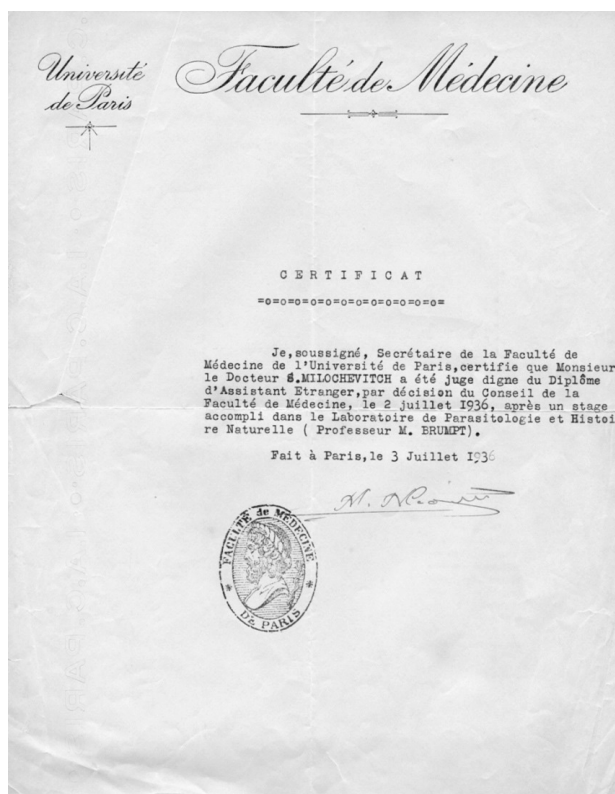 Université
de Paris
Faculté de Médecine
CERTIFICAT
=o=o=o=o=o=o=o=o=o=o=o=o=
Je,soussigné, Secrétaire de la Faculté de
Médecine de l'Université de Paris,certifie que Monsieur
le Docteur S.MILOCHEVITCH a été juge digne du Diplôme
d'Assistant Etranger,par décision du Conseil de la
Faculté de Médecine, le 2 juillet 1936, après un stage
accompli dans le Laboratoire de Parasitologie et Histoi
re Naturelle ( Professeur M. BRUMPT).
Fait à Paris,le 3 Juillet 1936
FACULTÉ de MÉDECINE
DE PARIS